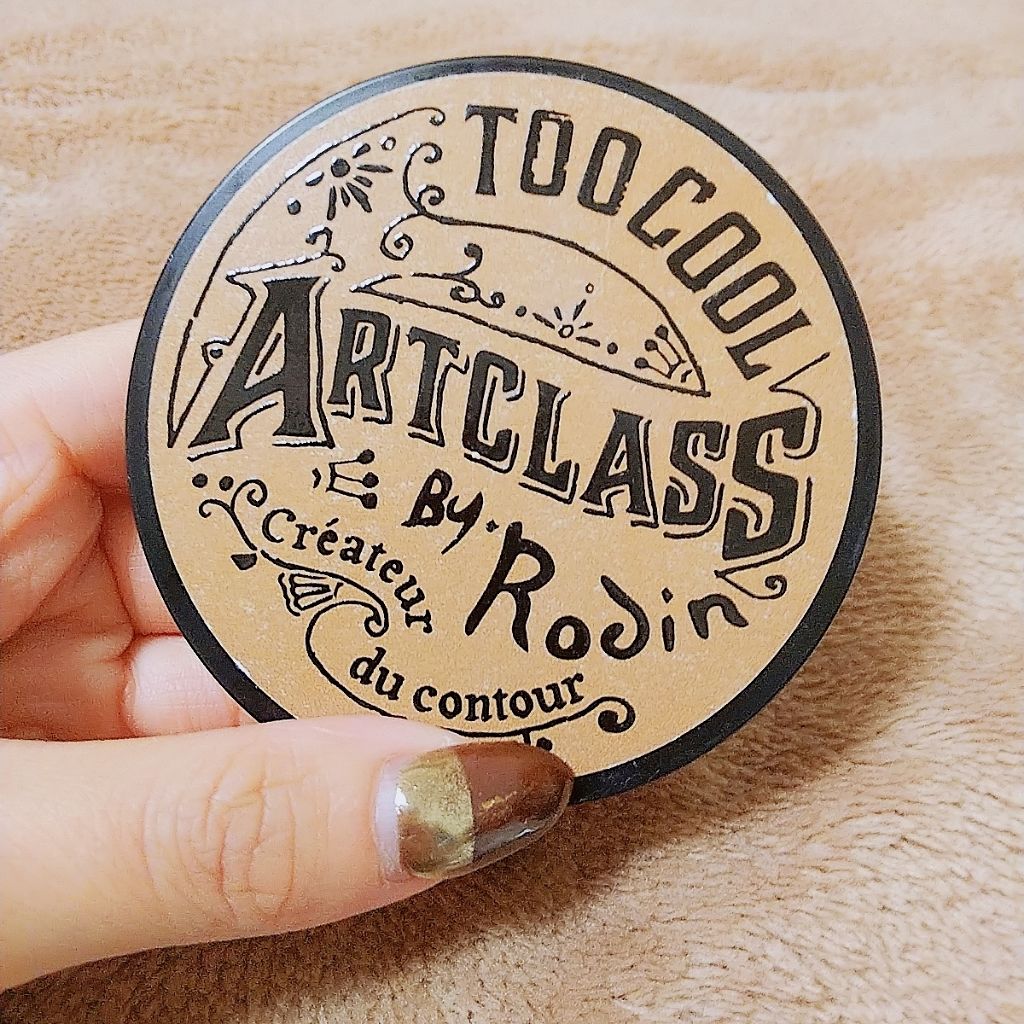 TOO COOL
ARTCLASS
By. Rodin
Créateur
du contour